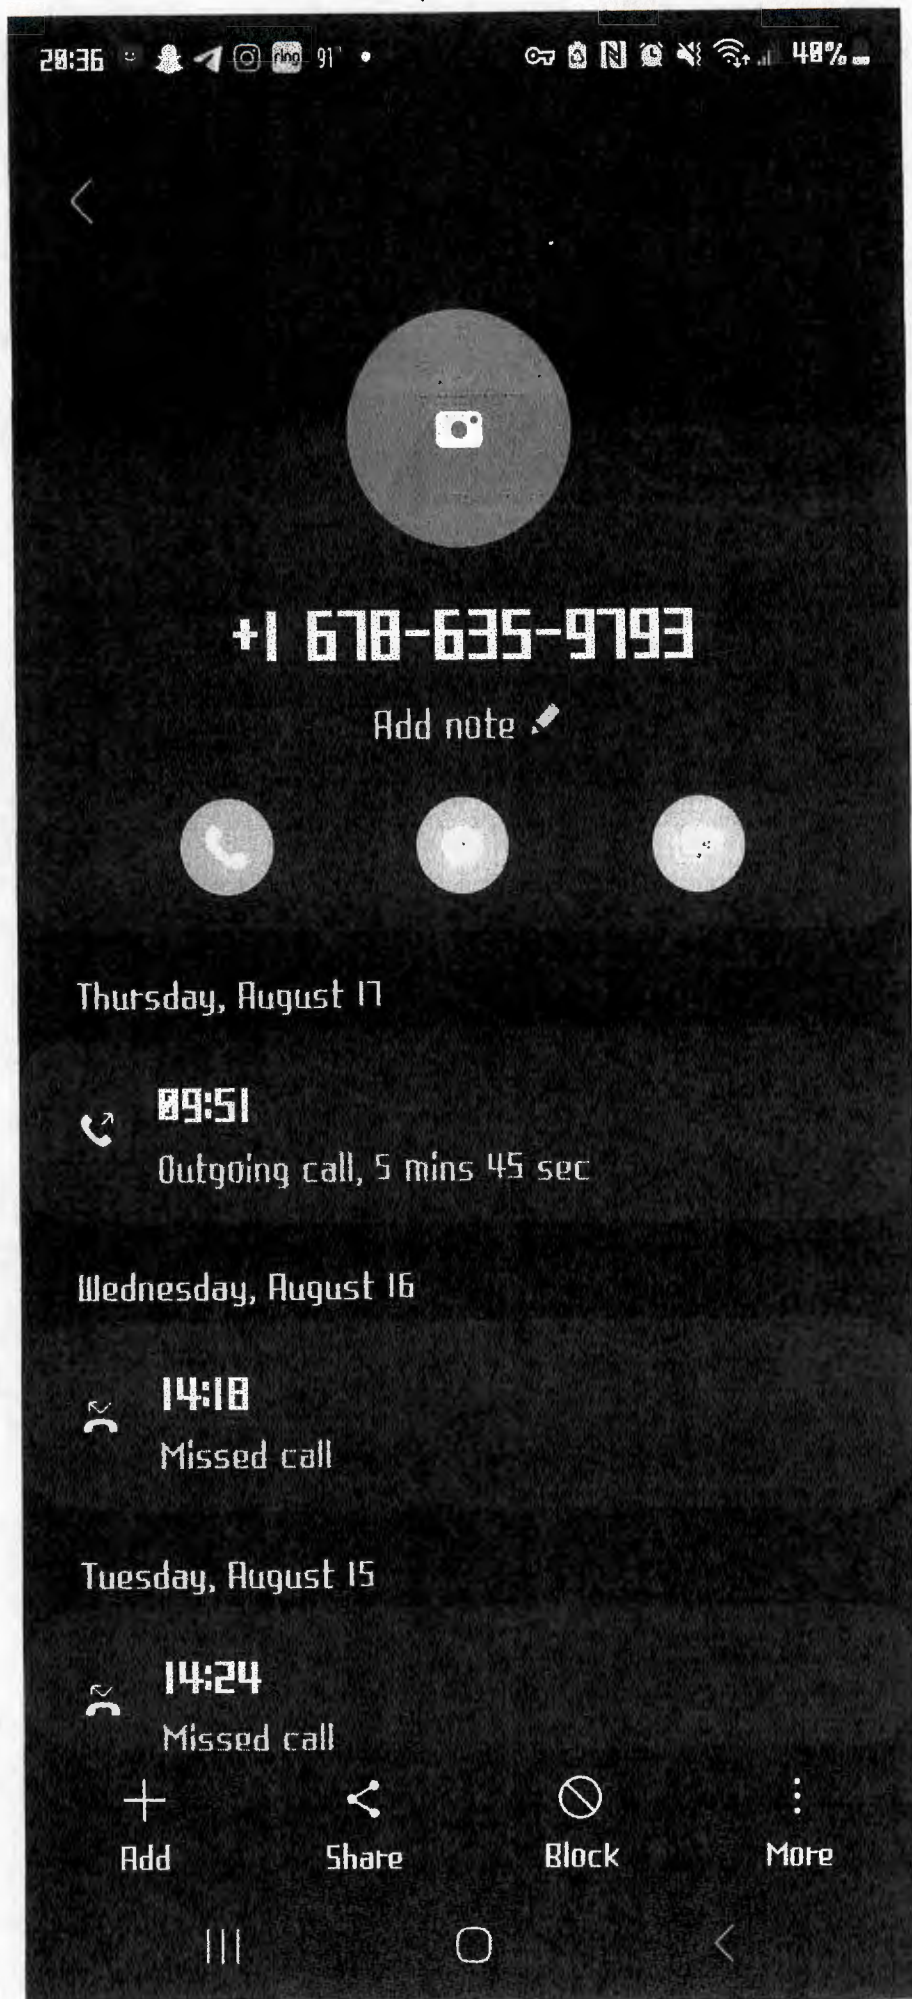 20:36 ring 91° 40%
+1 678-635-9793
Add note
Thursday, August 17
09:51
Outgoing call, 5 mins 45 sec
Wednesday, August 16
14:18
Missed call
Tuesday, August 15
14:24
Missed call
Add Share Block More